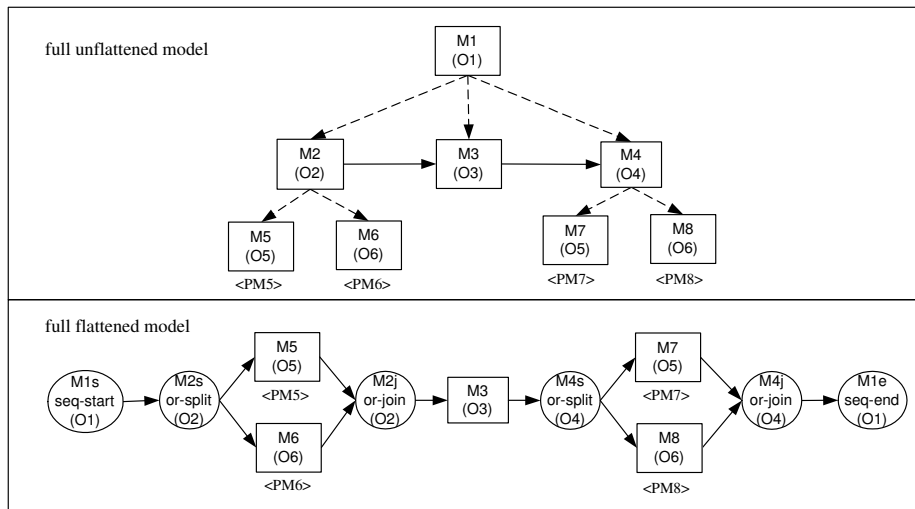 full unflattened model
M1
(O1)
M2
(O2)
M3
(O3)
M4
(O4)
M5
(O5)
M6
(O6)
M7
(O5)
M8
(O6)
<PM5>
<PM6>
<PM7>
<PM8>
full flattened model
M1s
seq-start
(O1)
M2s
or-split
(O2)
M5
(O5)
<PM5>
M6
(O6)
<PM6>
M2j
or-join
(O2)
M3
(O3)
M4s
or-split
(O4)
M7
(O5)
<PM7>
M8
(O6)
<PM8>
M4j
or-join
(O4)
M1e
seq-end
(O1)